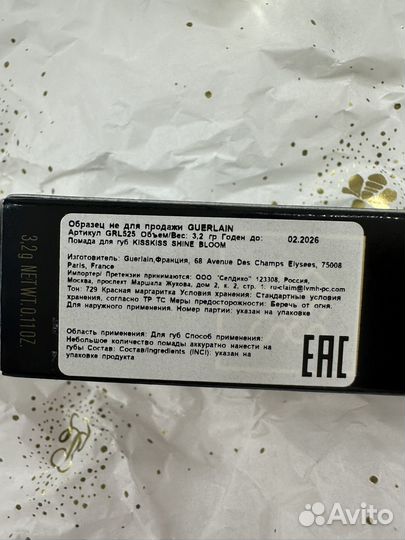 Образец не для продажи GUERLAIN
Артикул GRL525 Объем/Вес: 3,2 гр Годен до: 02.2026
Помада для губ KISSKISS SHINE BLOOM
Изготовитель: Guerlain,Франция, 68 Avenue Des Champs Elysees, 75008
Paris, France
Импортер/ Претензии принимаются: ООО "Селдико" 123308, Россия,
Москва, проспект Маршала Жукова, дом 2, к. 2, стр. 1. ru-claim@lvmh-pc.com,
Тон: 729 Красная маргаритка Условия хранения: Стандартные условия
хранения, согласно ТР ТС Меры предосторожности: Беречь от огня.
Для наружного применения. Номер партии: указан на упаковке
Область применения: Для губ Способ применения:
Небольшое количество помады аккуратно нанести на
губы Состав: Состав/Ingredients (INCI): указан на
упаковке продукта
EAC
3,2g NETWT.0.11OZ.
Avito